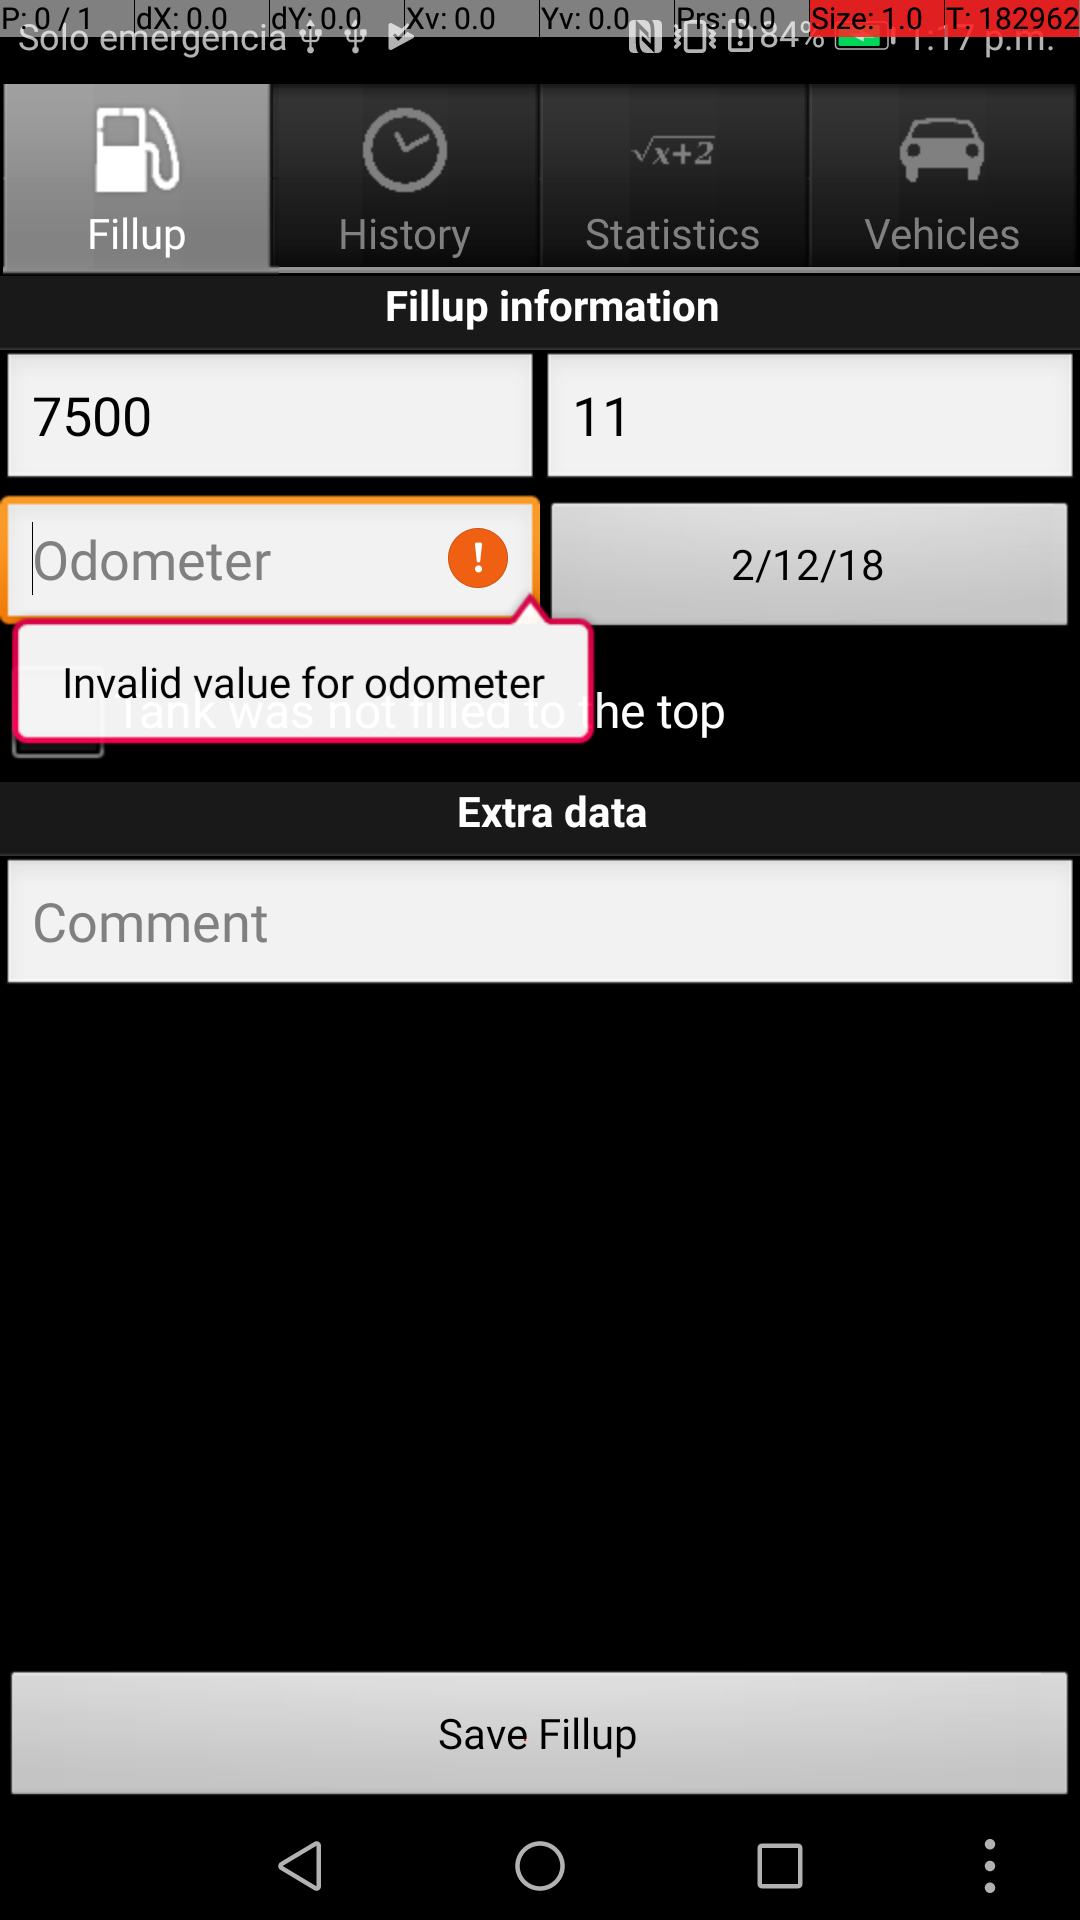 P: 0 / 1 dX: 0.0 dY: 0.0 Xv: 0.0 Yv: 0.0 Prs: 0.0 Size: 1.0 T: 182962
Solo emergencia 84% 1:17 p.m.
√x+2
Fillup History Statistics Vehicles
Fillup information
7500 11
Odometer ! 2/12/18
Invalid value for odometer
Tank was not filled to the top
Extra data
Comment
Save Fillup